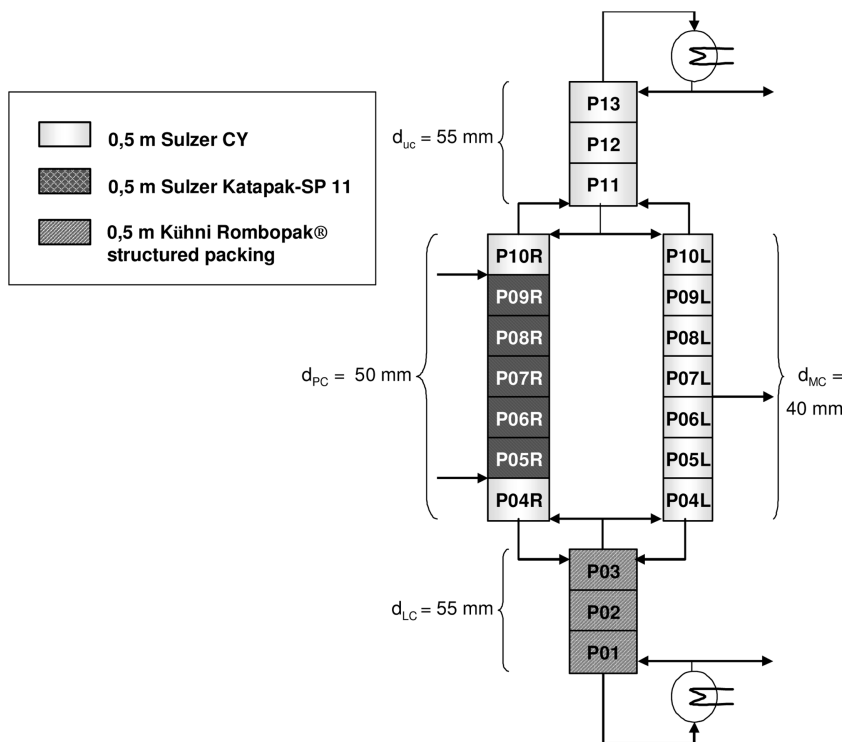 P13
d_uc = 55 mm
P12
P11
0,5 m Sulzer CY
0,5 m Sulzer Katapak-SP 11
0,5 m Kühni Rombopak®
structured packing
P10R
P10L
P09R
P09L
P08R
P08L
d_PC = 50 mm
P07R
P07L
d_MC =
40 mm
P06R
P06L
P05R
P05L
P04R
P04L
P03
d_LC = 55 mm
P02
P01